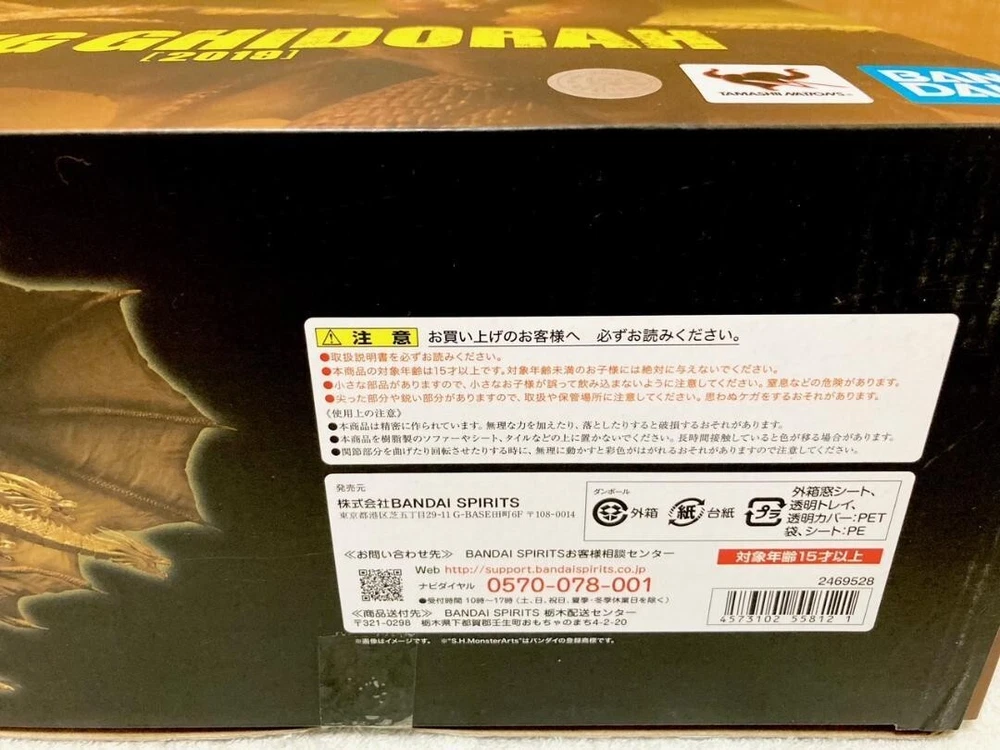 G GHIDORAH
[2019]
TAMASHII NATIONS
BAN
DAI
注意 お買い上げのお客様へ 必ずお読みください。
●取扱説明書を必ずお読みください。
●本商品の対象年齢は15才以上です。対象年齢未満のお子様には絶対に与えないでください。
●小さな部品がありますので、小さなお子様が誤って飲み込まないように注意してください。窒息などの危険があります。
●尖った部分や鋭い部分がありますので、取扱や保管場所に注意してください。思わぬケガをするおそれがあります。
《使用上の注意》
●本商品は精密に作られています。無理な力を加えたり、落としたりすると破損するおそれがあります。
●本商品を樹脂製のソファーやシート、タイルなどの上に置かないでください。長時間接触していると色が移る場合があります。
●関節部分を曲げたり回転させたりする時に、無理に動かすと彩色がはがれるおそれがありますので注意してください。
発売元
株式会社BANDAI SPIRITS
東京都港区芝五丁目29-11 G-BASE田町6F 〒108-0014
ダンボール
外箱 紙 台紙 プラ
外箱窓シート、
透明トレイ、
透明カバー:PET
袋、シート:PE
≪お問い合わせ先≫ BANDAI SPIRITSお客様相談センター
Web http://support.bandaispirits.co.jp
ナビダイヤル 0570-078-001
●受付時間 10時〜17時(土、日、祝日、夏季・冬季休業日を除く)
≪商品送付先≫ BANDAI SPIRITS 栃木配送センター
〒321-0298 栃木県下都賀郡壬生町おもちゃのまち4-2-20
対象年齢15才以上
2469528
4573102 55812 1
※画像はイメージです。 ※"S.H.MonsterArts"はバンダイの登録商標です。